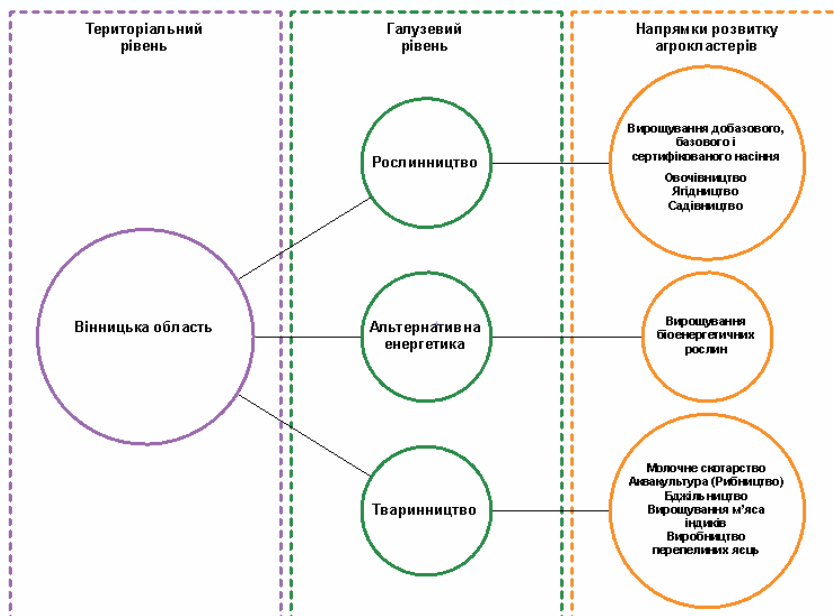 Територіальний
рівень
Галузевий
рівень
Напрямки розвитку
агрокластерів
Вінницька область
Рослинництво
Альтернативна
енергетика
Тваринництво
Вирощування добазового,
базового і
сертифікованого насіння
Овочівництво
Ягідництво
Садівництво
Вирощування
біоенергетичних
рослин
Молочне скотарство
Аквакультура (Рибництво)
Бджільництво
Вирощування м’яса
індиків
Виробництво
перепелиних яєць